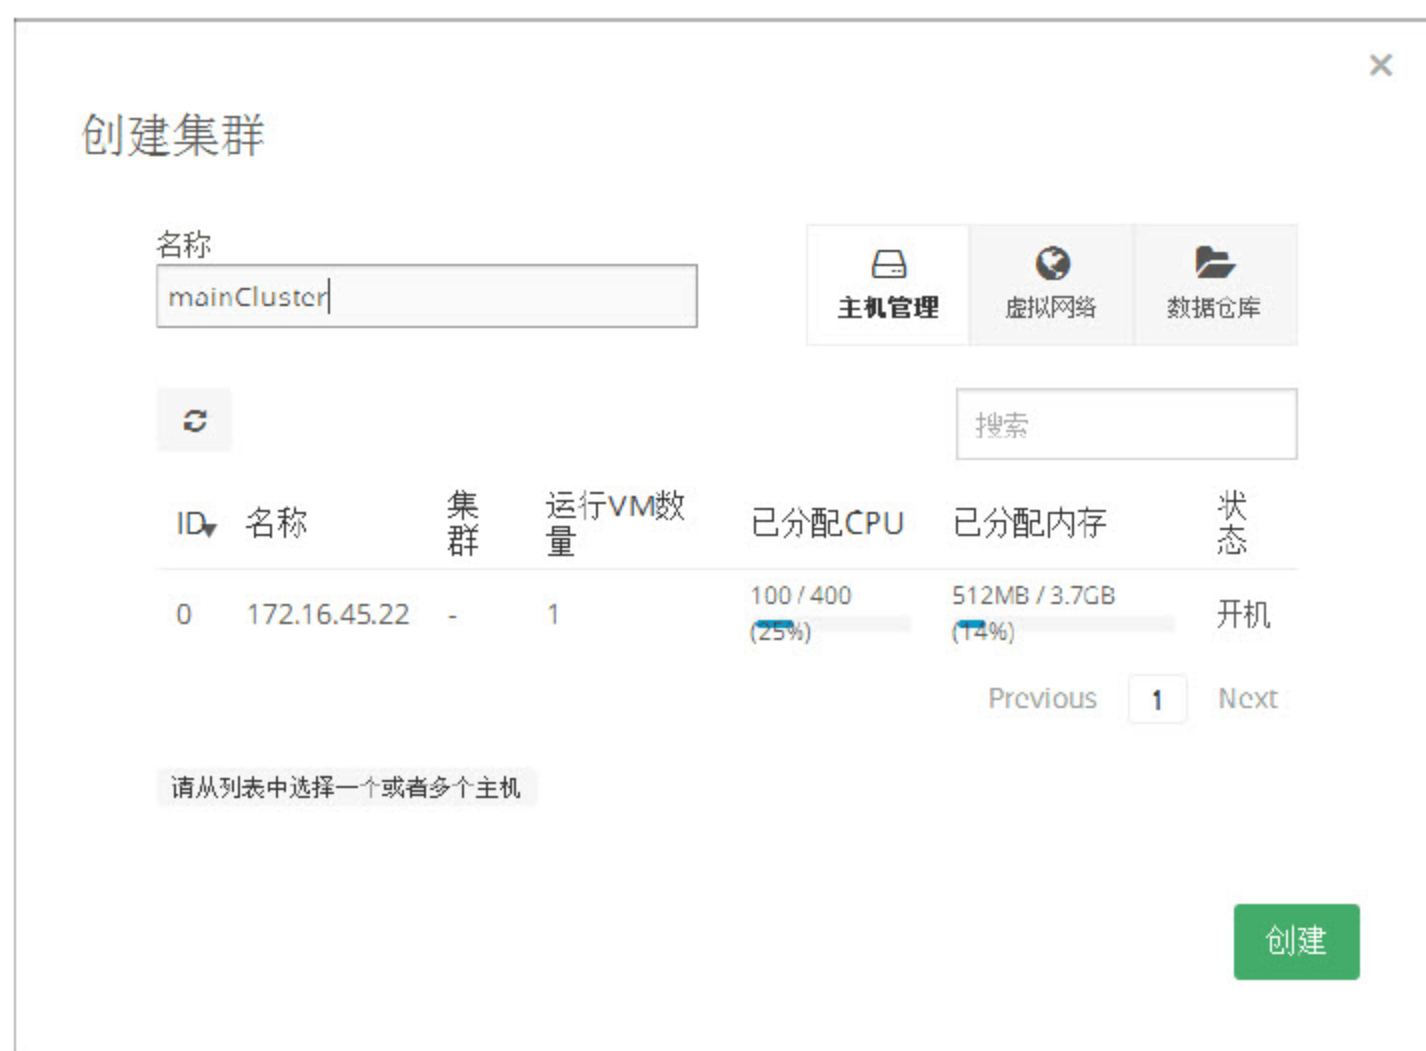 ×
创建集群
名称
mainCluster
主机管理 虚拟网络 数据仓库
搜索
ID 名称 集群 运行VM数量 已分配CPU 已分配内存 状态
0 172.16.45.22 - 1 100 / 400 (25%) 512MB / 3.7GB (14%) 开机
Previous 1 Next
请从列表中选择一个或者多个主机
创建